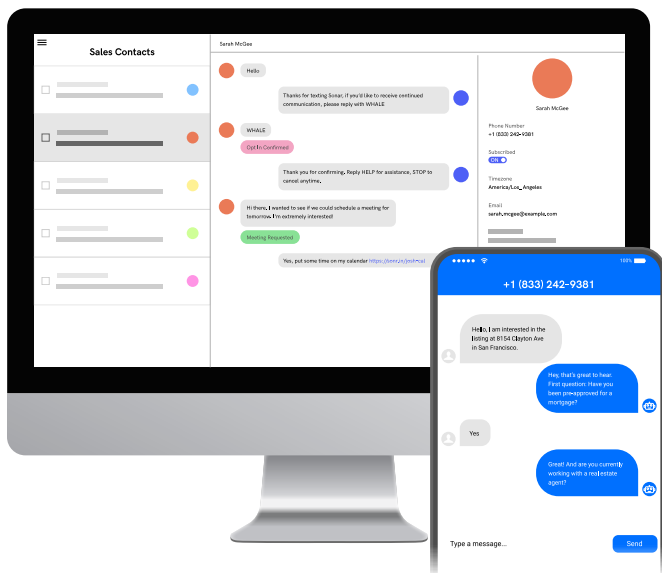 Sales Contacts
Sarah McGee
Hello
Thanks for texting Sonar, if you'd like to receive continued
communication, please reply with WHALE
WHALE
Opt In Confirmed
Thank you for confirming. Reply HELP for assistance, STOP to
cancel anytime.
Hi there, I wanted to see if we could schedule a meeting for
tomorrow. I'm extremely interested!
Meeting Requested
Yes, put some time on my calendar
Sarah McGee
Phone Number
+1 (833) 242-9381
Subscribed
ON
Timezone
America/Los_Angeles
Email
sarah.mcgee@example.com
100%
+1 (833) 242-9381
Hello, I am interested in the
listing at 8154 Clayton Ave
in San Francisco.
Hey, that's great to hear.
First question: Have you
been pre-approved for a
mortgage?
Yes
Great! And are you currently
working with a real estate
agent?
Type a message...
Send